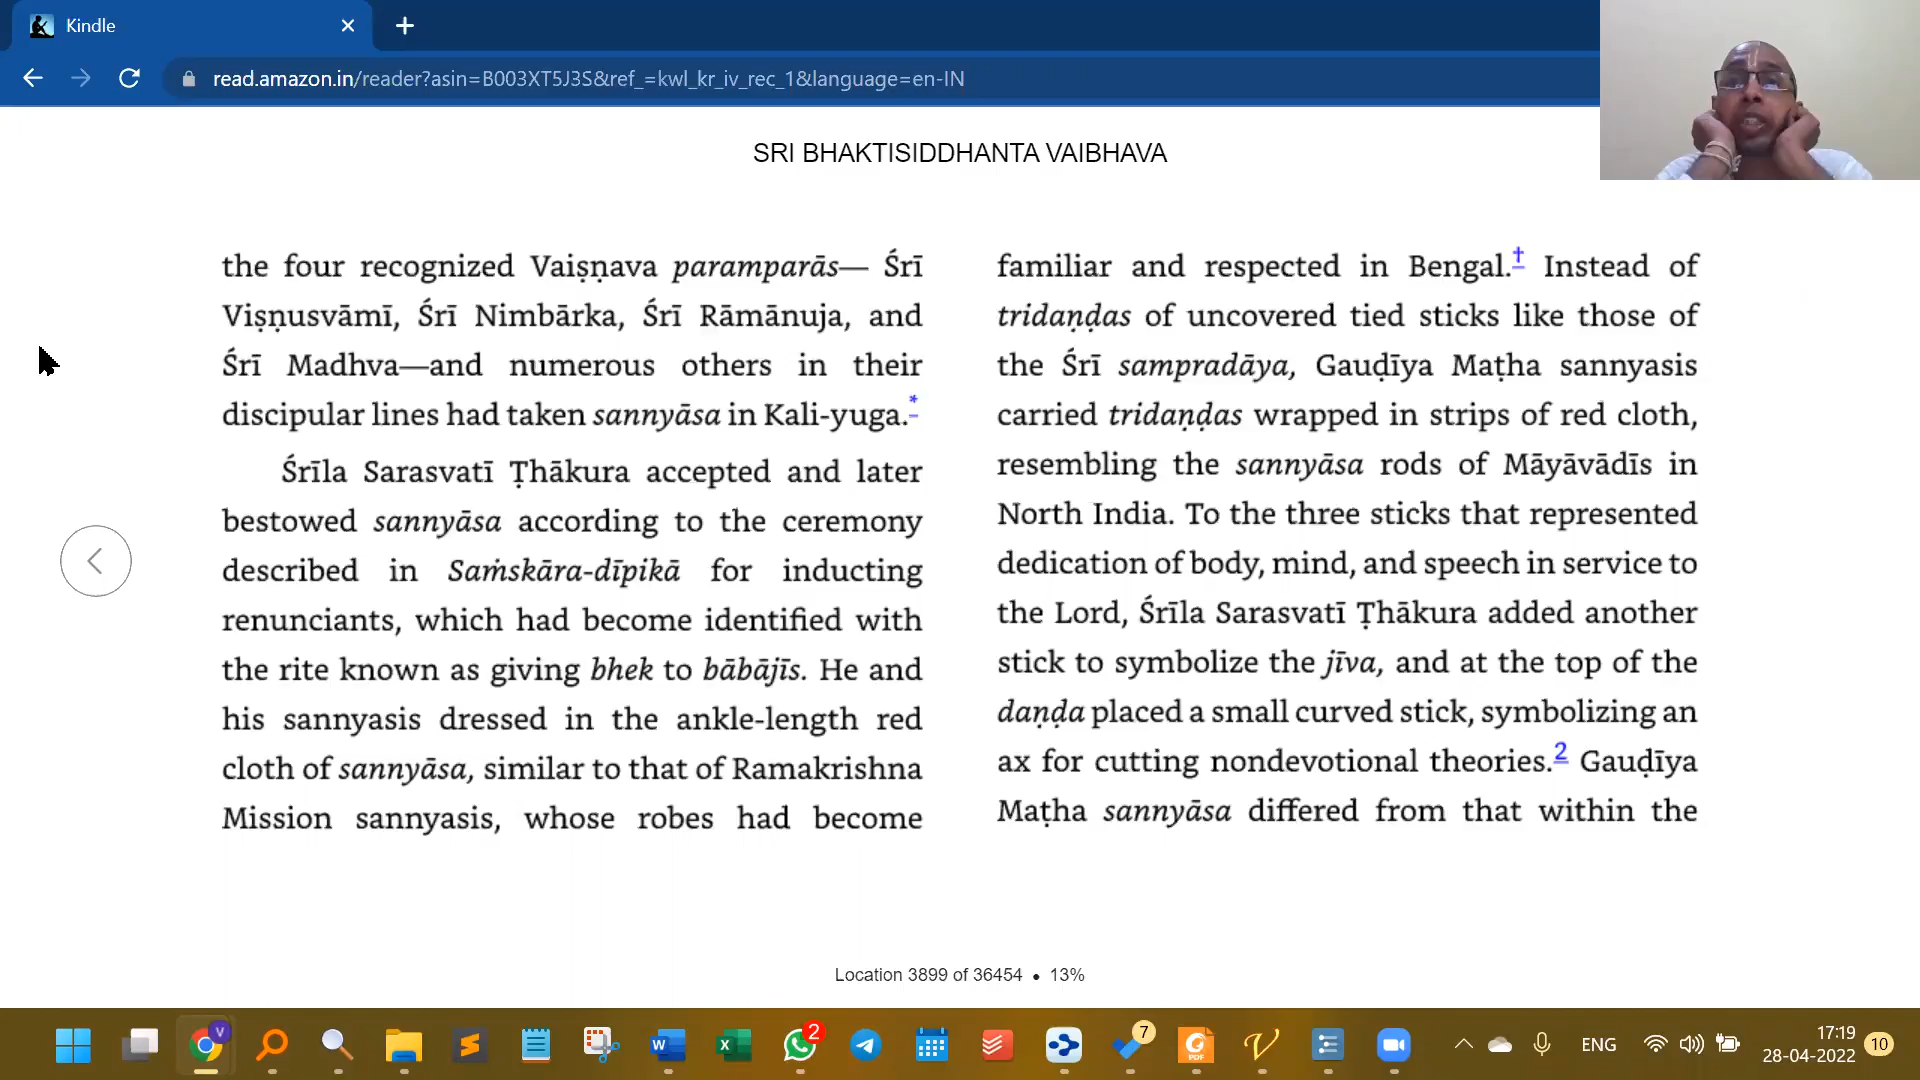 Kindle
read.amazon.in/reader?asin=B003XT5J3S&ref_=kwl_kr_iv_rec_1&language=en-IN
SRI BHAKTISIDDHANTA VAIBHAVA
the four recognized Vaiṣṇava paramparās— Śrī
Viṣṇusvāmī, Śrī Nimbārka, Śrī Rāmānuja, and
Śrī Madhva—and numerous others in their
discipular lines had taken sannyāsa in Kali-yuga.*
Śrīla Sarasvatī Ṭhākura accepted and later
bestowed sannyāsa according to the ceremony
described in Saṁskāra-dīpikā for inducting
renunciants, which had become identified with
the rite known as giving bhek to bābājīs. He and
his sannyasis dressed in the ankle-length red
cloth of sannyāsa, similar to that of Ramakrishna
Mission sannyasis, whose robes had become
familiar and respected in Bengal.† Instead of
tridaṇḍas of uncovered tied sticks like those of
the Śrī sampradāya, Gauḍīya Maṭha sannyasis
carried tridaṇḍas wrapped in strips of red cloth,
resembling the sannyāsa rods of Māyāvādīs in
North India. To the three sticks that represented
dedication of body, mind, and speech in service to
the Lord, Śrīla Sarasvatī Ṭhākura added another
stick to symbolize the jīva, and at the top of the
daṇḍa placed a small curved stick, symbolizing an
ax for cutting nondevotional theories.2 Gauḍīya
Maṭha sannyāsa differed from that within the
Location 3899 of 36454 • 13%
V
2
7
ENG
17:19
28-04-2022
10